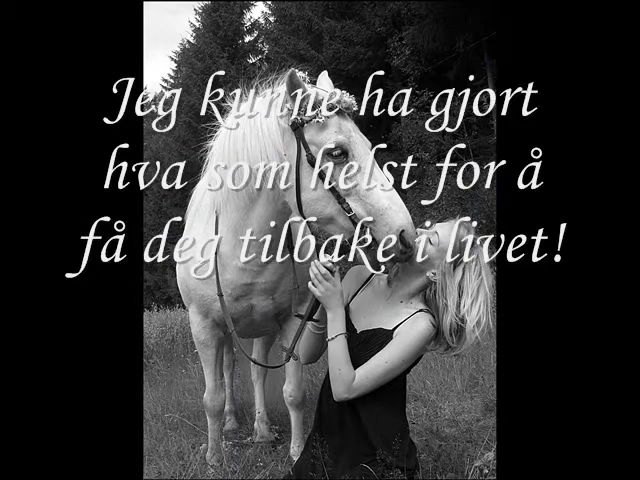 Jeg kunne ha gjort
hva som helst for å
få deg tilbake i livet!